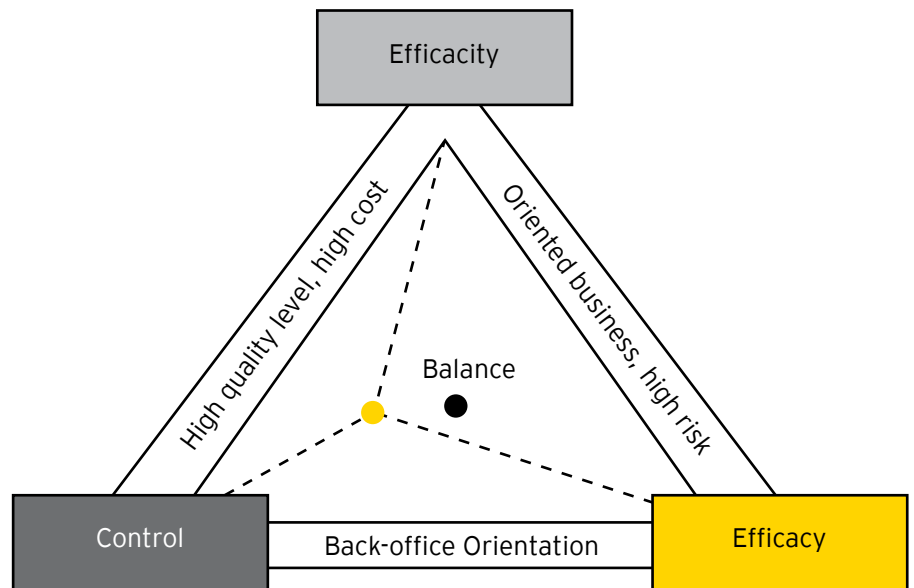 Efficacity
High quality level, high cost
Oriented business, high risk
Balance
Control
Back-office Orientation
Efficacy